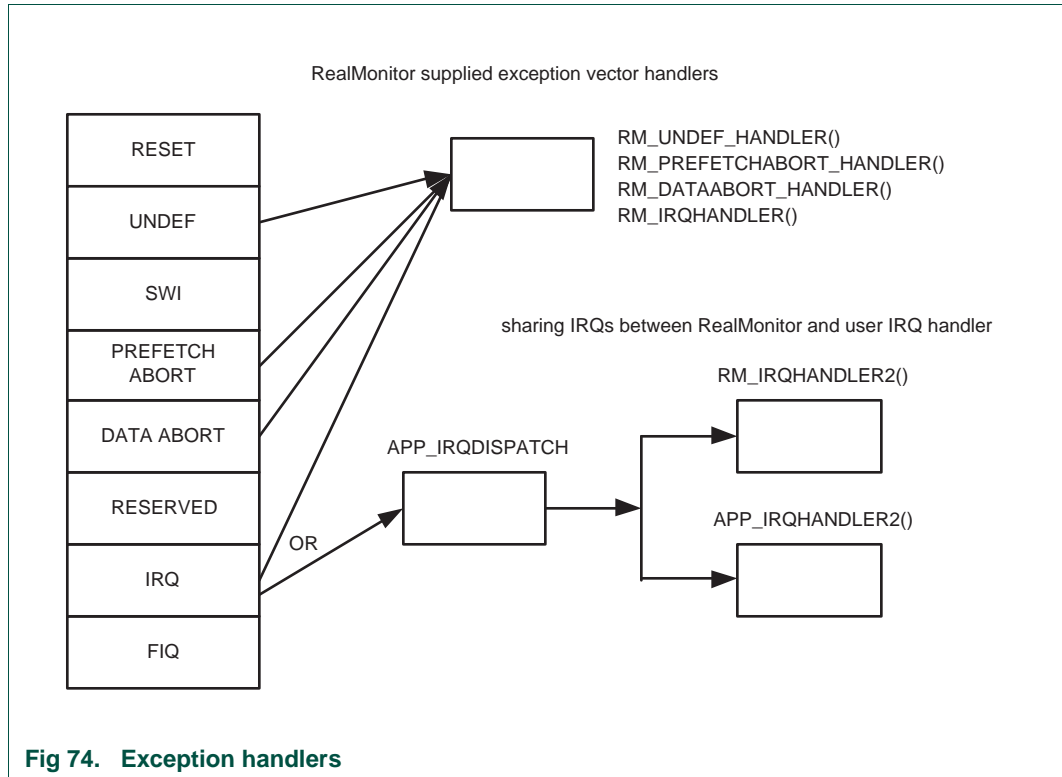 RealMonitor supplied exception vector handlers
RESET
UNDEF
SWI
PREFETCH
ABORT
DATA ABORT
RESERVED
IRQ
FIQ
RM_UNDEF_HANDLER()
RM_PREFETCHABORT_HANDLER()
RM_DATAABORT_HANDLER()
RM_IRQHANDLER()
sharing IRQs between RealMonitor and user IRQ handler
RM_IRQHANDLER2()
APP_IRQDISPATCH
APP_IRQHANDLER2()
OR
Fig 74. Exception handlers